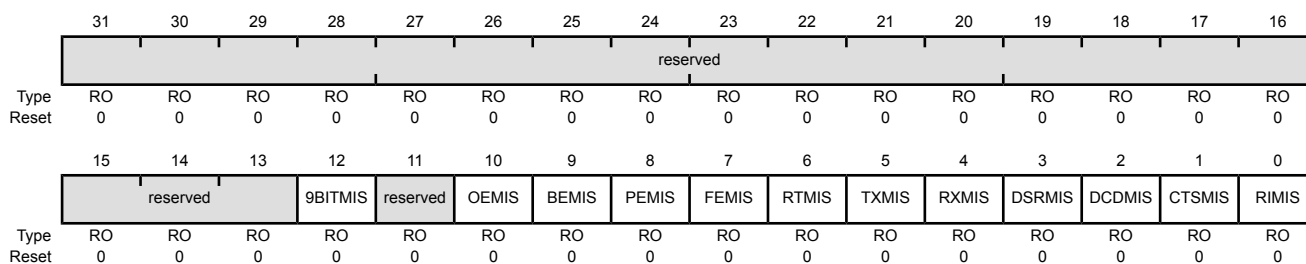 31 30 29 28 27 26 25 24 23 22 21 20 19 18 17 16
reserved
Type RO RO RO RO RO RO RO RO RO RO RO RO RO RO RO RO
Reset 0 0 0 0 0 0 0 0 0 0 0 0 0 0 0 0
15 14 13 12 11 10 9 8 7 6 5 4 3 2 1 0
reserved 9BITMIS reserved OEMIS BEMIS PEMIS FEMIS RTMIS TXMIS RXMIS DSRMIS DCDMIS CTSMIS RIMIS
Type RO RO RO RO RO RO RO RO RO RO RO RO RO RO RO RO
Reset 0 0 0 0 0 0 0 0 0 0 0 0 0 0 0 0